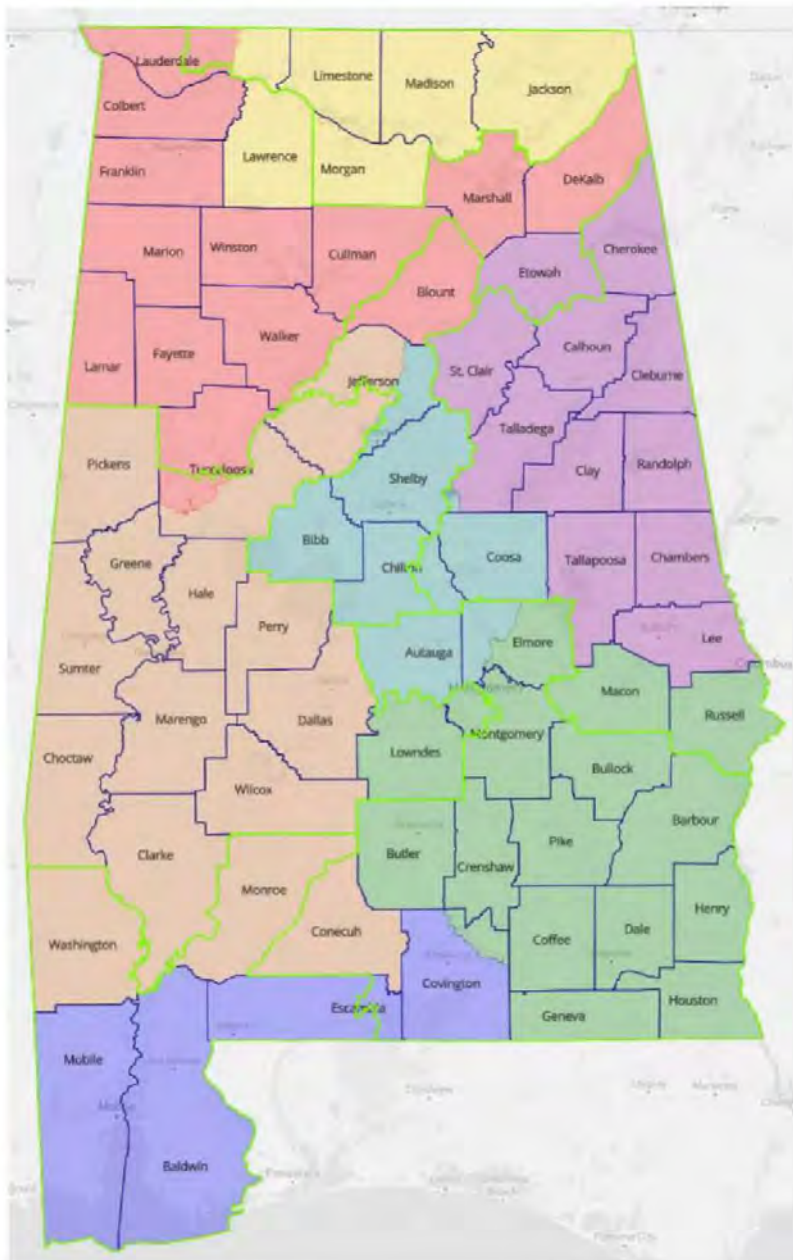 Lauderdale
Limestone
Madison
Jackson
Colbert
Lawrence
Morgan
Franklin
Marshall
DeKalb
Marion
Winston
Cullman
Etowah
Cherokee
Blount
Lamar
Fayette
Walker
Jefferson
St. Clair
Calhoun
Cleburne
Talladega
Pickens
Tuscaloosa
Shelby
Clay
Randolph
Greene
Hale
Bibb
Chilton
Coosa
Tallapoosa
Chambers
Perry
Sumter
Autauga
Elmore
Lee
Macon
Marengo
Dallas
Russell
Choctaw
Lowndes
Montgomery
Bullock
Wilcox
Barbour
Clarke
Butler
Crenshaw
Pike
Monroe
Henry
Washington
Conecuh
Coffee
Dale
Covington
Escambia
Geneva
Houston
Mobile
Baldwin